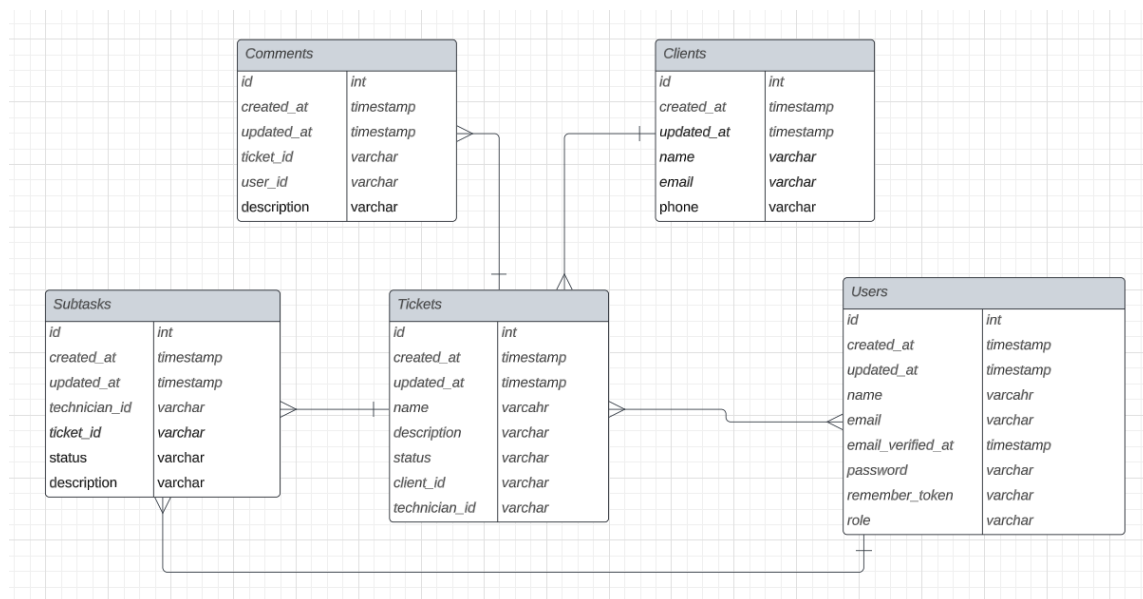 Comments
id int
created_at timestamp
updated_at timestamp
ticket_id varchar
user_id varchar
description varchar
Clients
id int
created_at timestamp
updated_at timestamp
name varchar
email varchar
phone varchar
Subtasks
id int
created_at timestamp
updated_at timestamp
technician_id varchar
ticket_id varchar
status varchar
description varchar
Tickets
id int
created_at timestamp
updated_at timestamp
name varcahr
description varchar
status varchar
client_id varchar
technician_id varchar
Users
id int
created_at timestamp
updated_at timestamp
name varcahr
email varchar
email_verified_at timestamp
password varchar
remember_token varchar
role varchar